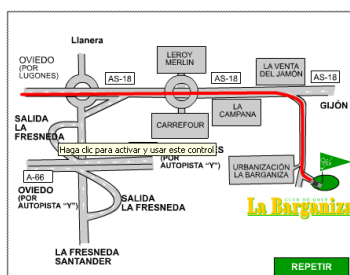 Llanera
OVIEDO
(POR
LUGONES)
AS-18
LEROY
MERLIN
AS-18
LA VENTA
DEL JAMÓN
AS-18
GIJÓN
LA
CAMPANA
CARREFOUR
SALIDA
LA
FRESNEDA
Haga clic para activar y usar este control
(POR
AUTOPISTA "Y")
URBANIZACIÓN
LA BARGANIZA
A-66
OVIEDO
(POR
AUTOPISTA "Y")
SALIDA
LA FRESNEDA
CLUB DE GOLF
La Barganiza
LA FRESNEDA
SANTANDER
REPETIR